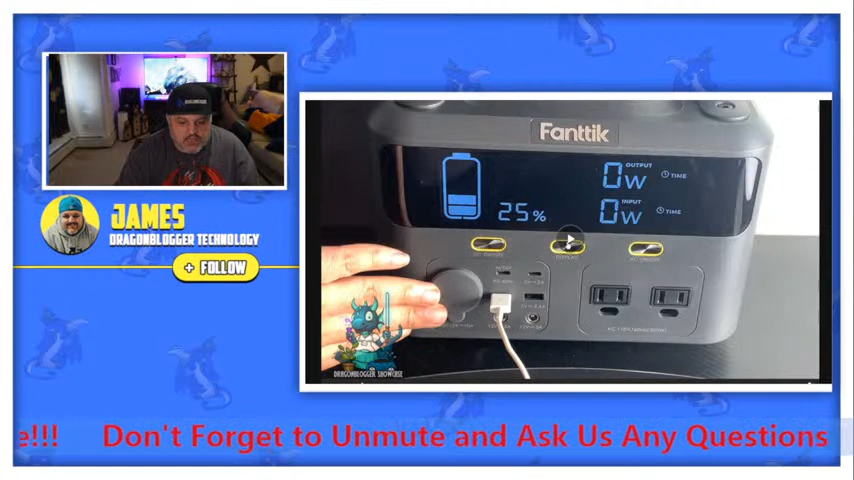 JAMES
DRAGONBLOGGER TECHNOLOGY
+ FOLLOW
Fanttik
OUTPUT
0W
TIME
25%
INPUT
0W
TIME
DISPLAY
DRAGONBLOGGER SHOWCASE
e!!! Don't Forget to Unmute and Ask Us Any Questions